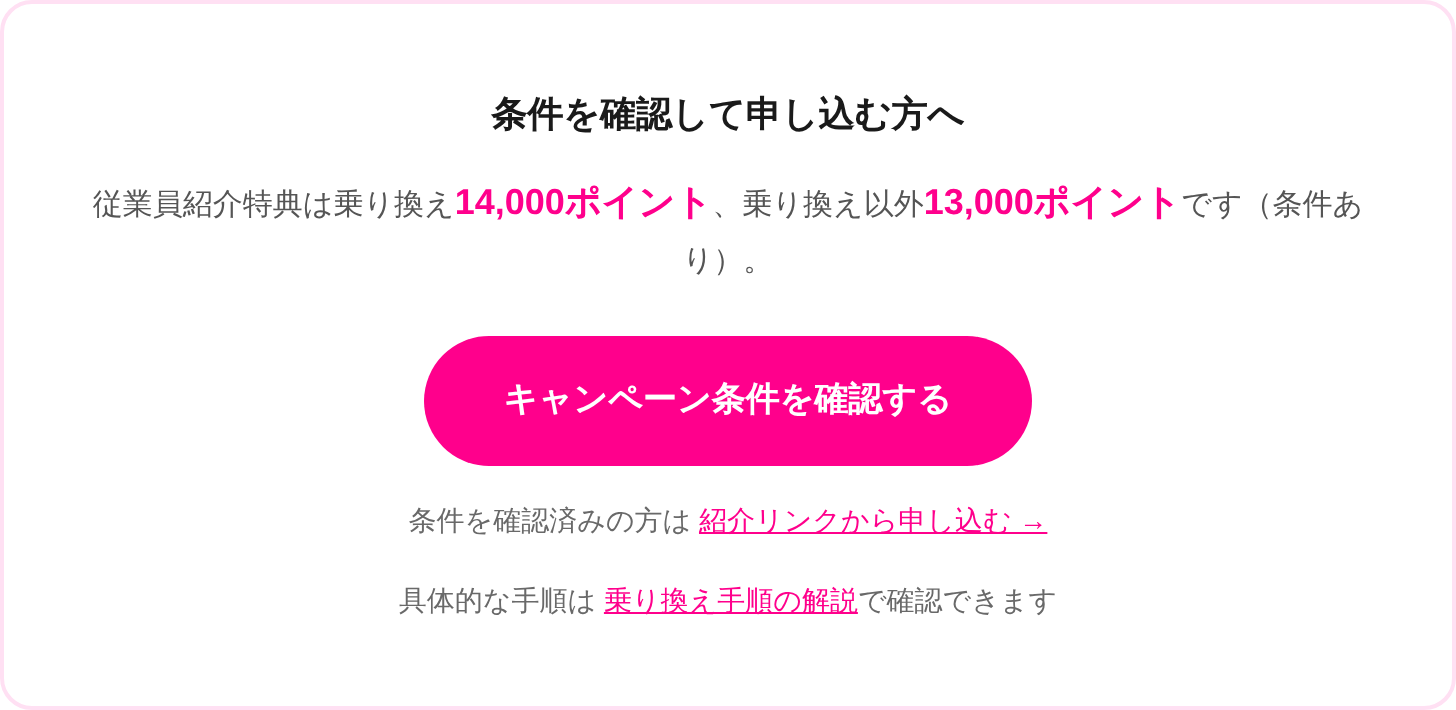 条件を確認して申し込む方へ
従業員紹介特典は乗り換え14,000ポイント、乗り換え以外13,000ポイントです（条件あ
り）。
キャンペーン条件を確認する
条件を確認済みの方は 紹介リンクから申し込む →
具体的な手順は 乗り換え手順の解説で確認できます